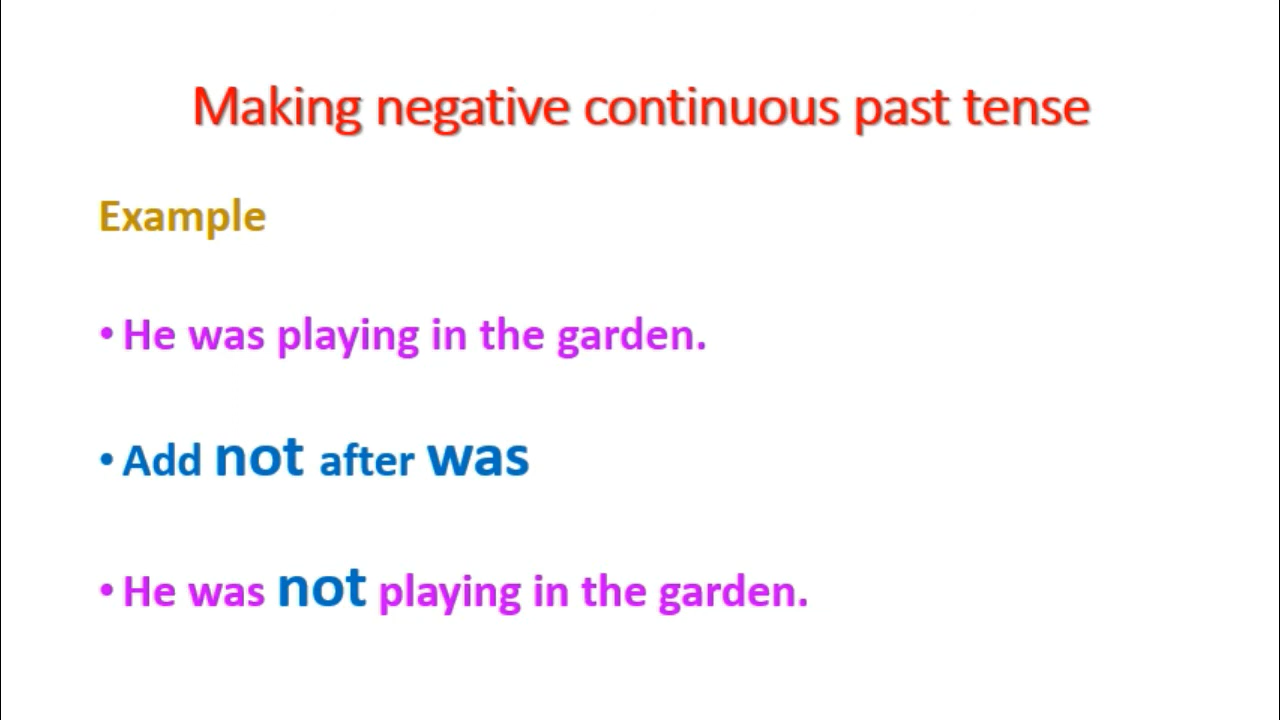 Making negative continuous past tense
Example
• He was playing in the garden.
• Add not after was
• He was not playing in the garden.